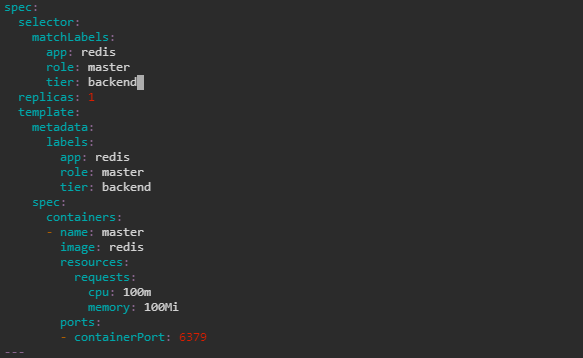 spec:
  selector:
    matchLabels:
      app: redis
      role: master
      tier: backend
  replicas: 1
  template:
    metadata:
      labels:
        app: redis
        role: master
        tier: backend
    spec:
      containers:
      - name: master
        image: redis
        resources:
          requests:
            cpu: 100m
            memory: 100Mi
        ports:
        - containerPort: 6379
---